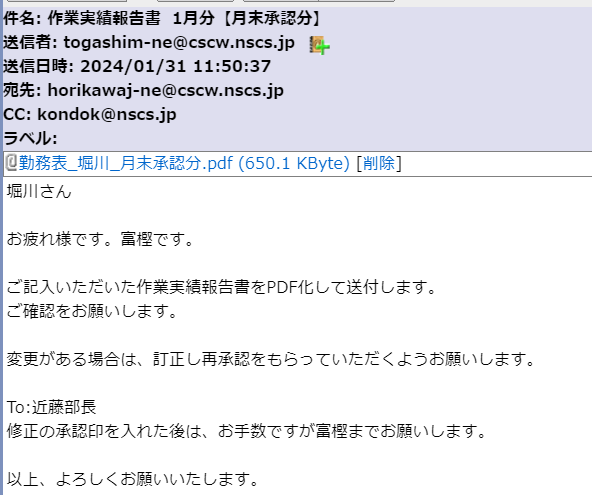 件名: 作業実績報告書 1月分【月末承認分】
送信者: togashim-ne@cscw.nscs.jp
送信日時: 2024/01/31 11:50:37
宛先: horikawaj-ne@cscw.nscs.jp
CC: kondok@nscs.jp
ラベル:
@勤務表_堀川_月末承認分.pdf (650.1 KByte) [削除]
堀川さん
お疲れ様です。富樫です。
ご記入いただいた作業実績報告書をPDF化して送付します。
ご確認をお願いします。
変更がある場合は、訂正し再承認をもらっていただくようお願いします。
To:近藤部長
修正の承認印を入れた後は、お手数ですが富樫までお願いします。
以上、よろしくお願いいたします。